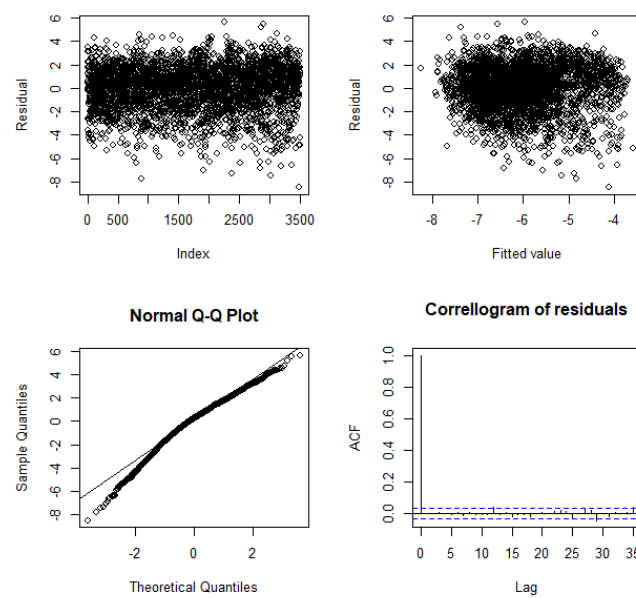 6
4
2
0
-2
-4
-6
-8
Residual
0 500 1500 2500 3500
Index
6
4
2
0
-2
-4
-6
-8
Residual
-8 -7 -6 -5 -4
Fitted value
Normal Q-Q Plot
6
4
2
0
-2
-4
-6
-8
Sample Quantiles
-2 0 2
Theoretical Quantiles
Correllogram of residuals
1.0
0.8
0.6
0.4
0.2
0.0
ACF
0 5 10 15 20 25 30 35
Lag